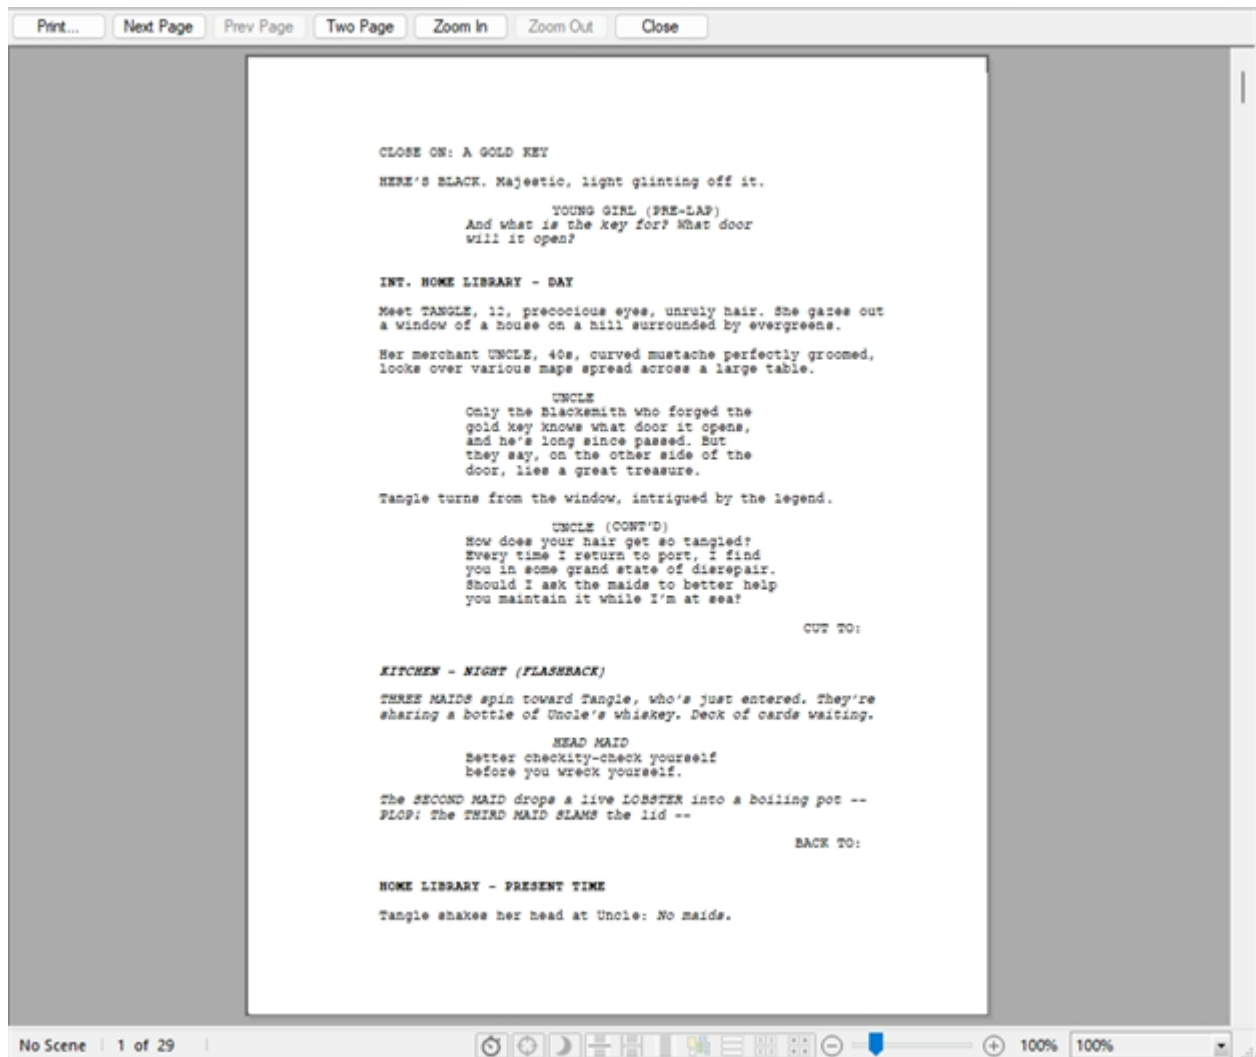 Print... Next Page Prev Page Two Page Zoom In Zoom Out Close
CLOSE ON: A GOLD KEY
HERE'S BLACK. Majestic, light glinting off it.
YOUNG GIRL (PRE-LAP)
And what is the key for? What door
will it open?
INT. HOME LIBRARY - DAY
Meet TANGLE, 12, precocious eyes, unruly hair. She gazes out
a window of a house on a hill surrounded by evergreens.
Her merchant UNCLE, 40s, curved mustache perfectly groomed,
looks over various maps spread across a large table.
UNCLE
Only the Blacksmith who forged the
gold key knows what door it opens,
and he's long since passed. But
they say, on the other side of the
door, lies a great treasure.
Tangle turns from the window, intrigued by the legend.
UNCLE (CONT'D)
How does your hair get so tangled?
Every time I return to port, I find
you in some grand state of disrepair.
Should I ask the maids to better help
you maintain it while I'm at sea?
CUT TO:
KITCHEN - NIGHT (FLASHBACK)
THREE MAIDS spin toward Tangle, who's just entered. They're
sharing a bottle of Uncle's whiskey. Deck of cards waiting.
HEAD MAID
Better checkity-check yourself
before you wreck yourself.
The SECOND MAID drops a live LOBSTER into a boiling pot --
PLOP! The THIRD MAID SLAMS the lid --
BACK TO:
HOME LIBRARY - PRESENT TIME
Tangle shakes her head at Uncle: No maids.
No Scene 1 of 29 100% 100%